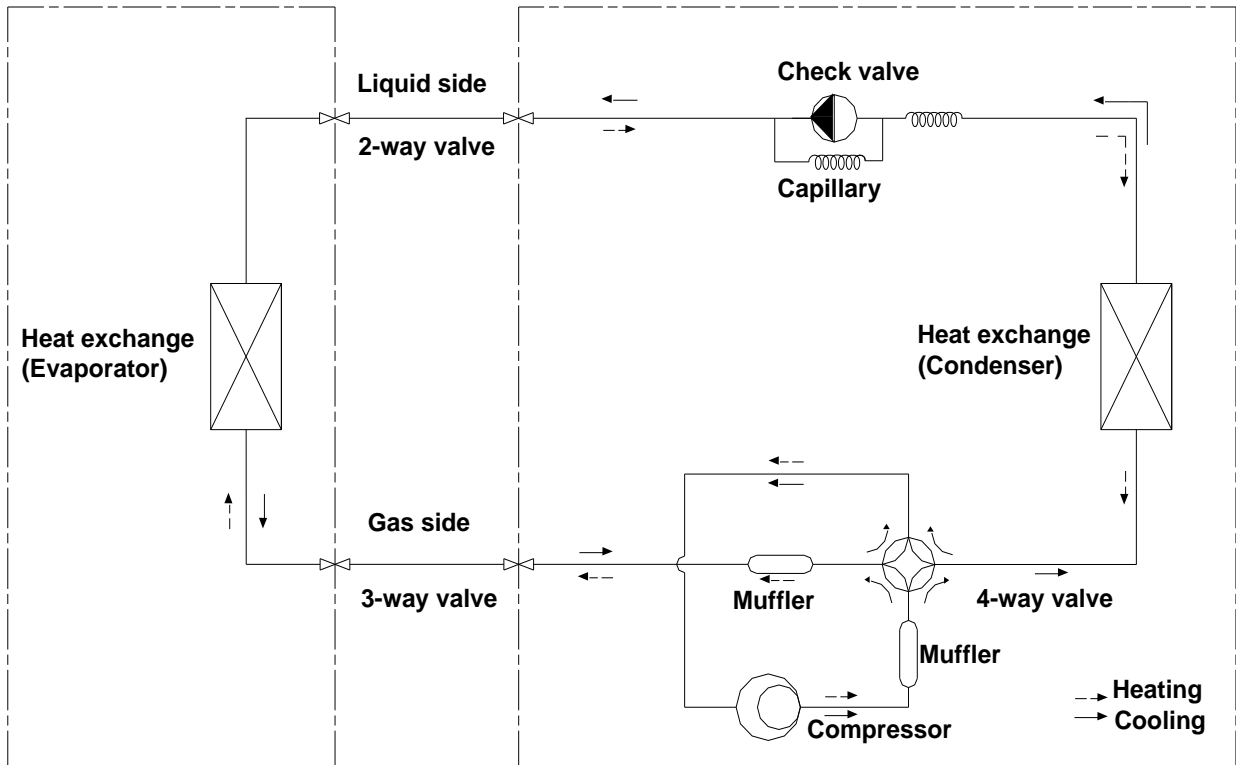 Check valve
Liquid side
2-way valve
Capillary
Heat exchange
(Evaporator)
Heat exchange
(Condenser)
Gas side
3-way valve
Muffler
4-way valve
Muffler
Compressor
Heating
Cooling